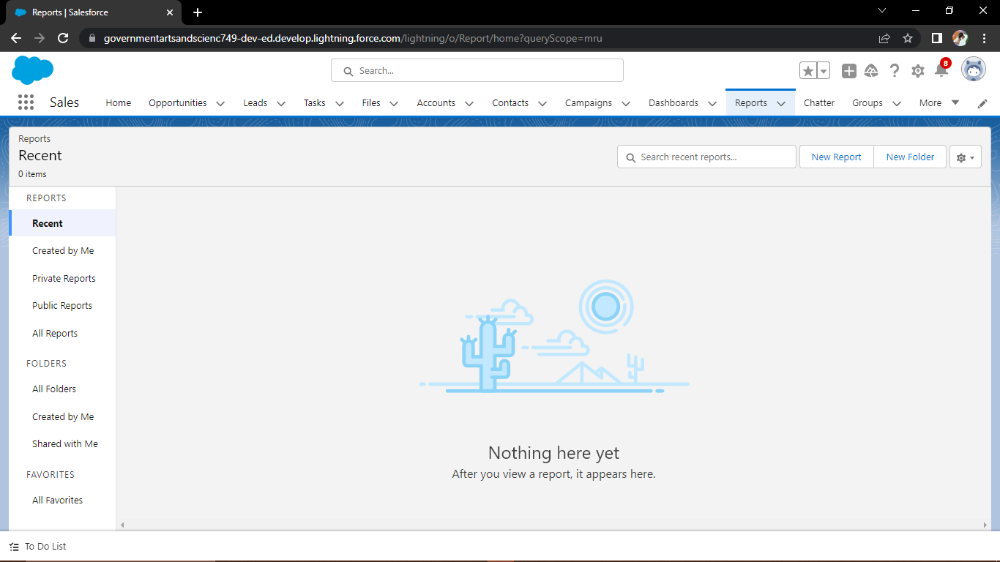 Reports | Salesforce
governmentartsandscienc749-dev-ed.develop.lightning.force.com/lightning/o/Report/home?queryScope=mru
Search...
8
Sales Home Opportunities Leads Tasks Files Accounts Contacts Campaigns Dashboards Reports Chatter Groups More
Reports
Recent
0 items
Search recent reports...
New Report
New Folder
REPORTS
Recent
Created by Me
Private Reports
Public Reports
All Reports
FOLDERS
All Folders
Created by Me
Shared with Me
FAVORITES
All Favorites
Nothing here yet
After you view a report, it appears here.
To Do List